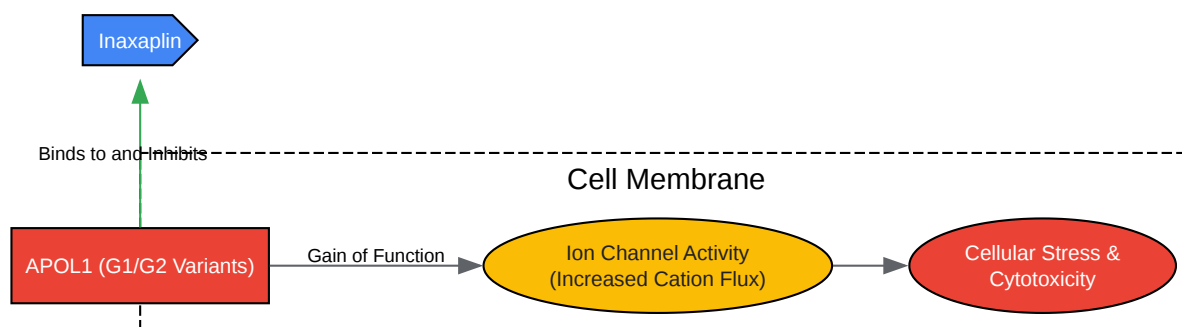 Inaxaplin
Binds to and Inhibits
Cell Membrane
APOL1 (G1/G2 Variants)
Gain of Function
Ion Channel Activity
(Increased Cation Flux)
Cellular Stress &
Cytotoxicity